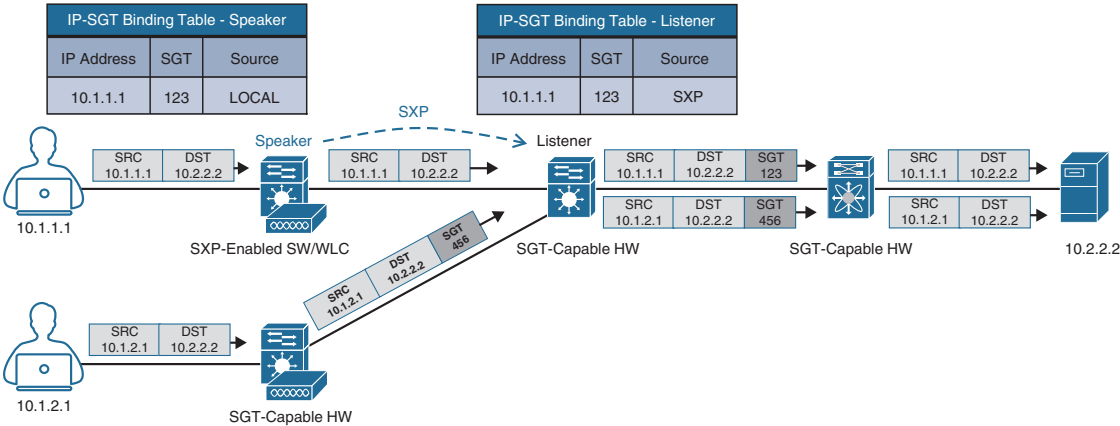 IP-SGT Binding Table - Speaker
IP Address SGT Source
10.1.1.1 123 LOCAL
IP-SGT Binding Table - Listener
IP Address SGT Source
10.1.1.1 123 SXP
SXP
Speaker
Listener
SRC DST
10.1.1.1 10.2.2.2
SRC DST
10.1.1.1 10.2.2.2
SRC DST SGT
10.1.1.1 10.2.2.2 123
SRC DST
10.1.1.1 10.2.2.2
SRC DST SGT
10.1.2.1 10.2.2.2 456
SRC DST
10.1.2.1 10.2.2.2
10.1.1.1
SXP-Enabled SW/WLC
SGT-Capable HW
SGT-Capable HW
10.2.2.2
SRC DST SGT
10.1.2.1 10.2.2.2 456
SRC DST
10.1.2.1 10.2.2.2
10.1.2.1
SGT-Capable HW